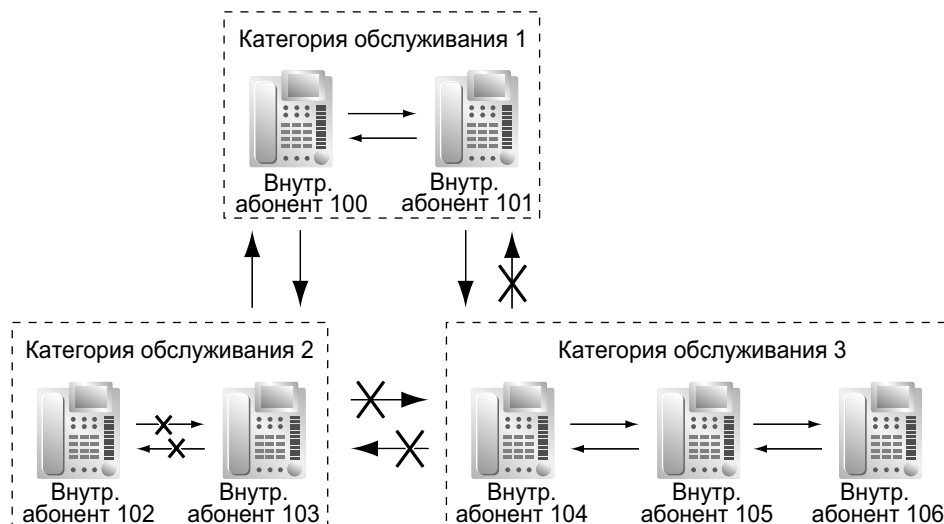 Категория обслуживания 1
Внутр.
абонент 100
Внутр.
абонент 101
Категория обслуживания 2
Внутр.
абонент 102
Внутр.
абонент 103
Категория обслуживания 3
Внутр.
абонент 104
Внутр.
абонент 105
Внутр.
абонент 106